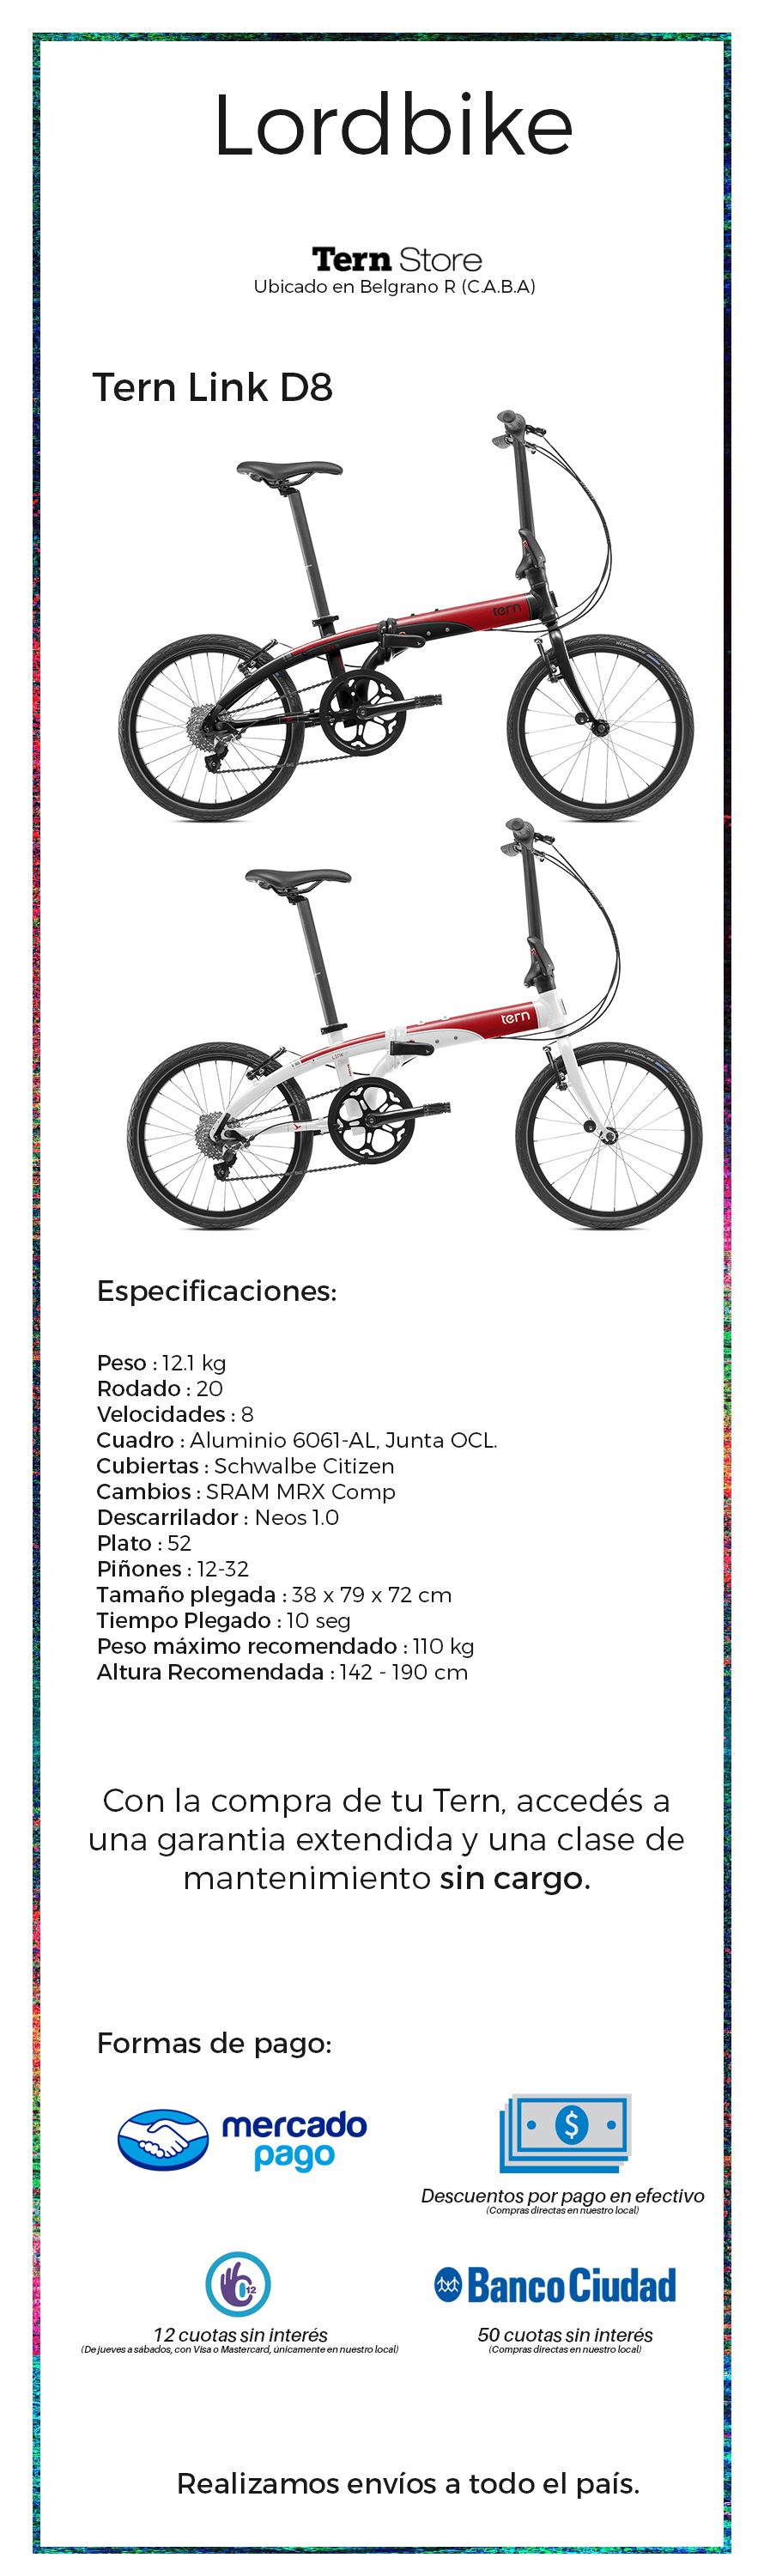 Lordbike
Tern Store
Ubicado en Belgrano R (C.A.B.A)
Tern Link D8
tern
tern
Especificaciones:
Peso : 12.1 kg
Rodado : 20
Velocidades : 8
Cuadro : Aluminio 6061-AL, Junta OCL.
Cubiertas : Schwalbe Citizen
Cambios : SRAM MRX Comp
Descarrilador : Neos 1.0
Plato : 52
Piñones : 12-32
Tamaño plegada : 38 x 79 x 72 cm
Tiempo Plegado : 10 seg
Peso máximo recomendado : 110 kg
Altura Recomendada : 142 - 190 cm
Con la compra de tu Tern, accedés a
una garantia extendida y una clase de
mantenimiento sin cargo.
Formas de pago:
mercado
pago
$
Descuentos por pago en efectivo
(Compras directas en nuestro local)
12
12 cuotas sin interés
(De jueves a sábados, con Visa o Mastercard, únicamente en nuestro local)
Banco Ciudad
50 cuotas sin interés
(Compras directas en nuestro local)
Realizamos envíos a todo el país.